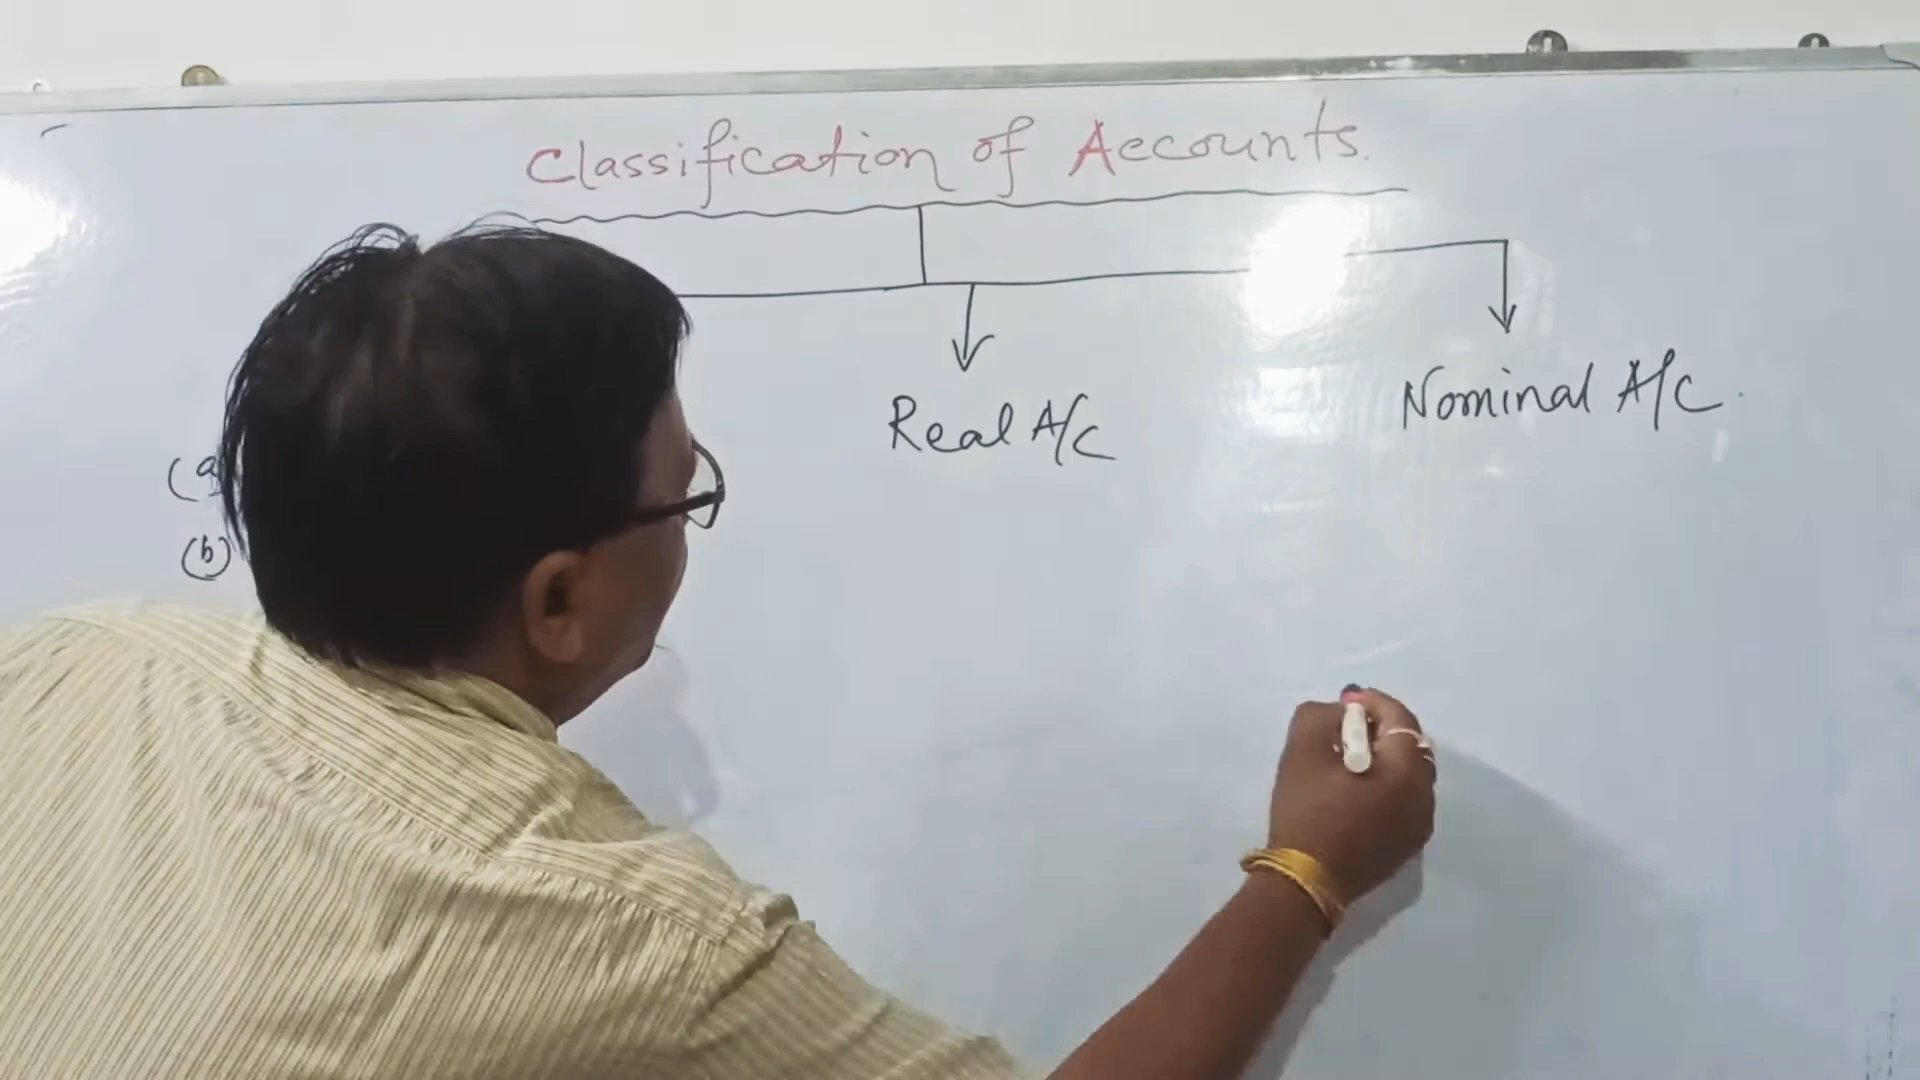 Classification of Accounts.
Real A/C
Nominal A/C.
(a
(b)